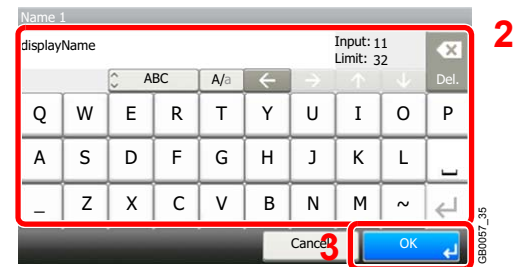 Name 1
displayName
Input: 11
Limit: 32
2
ABC A/a ← → ↑ ↓ Del.
Q W E R T Y U I O P
A S D F G H J K L
_ Z X C V B N M ~
3 Cancel OK
GB0057_35